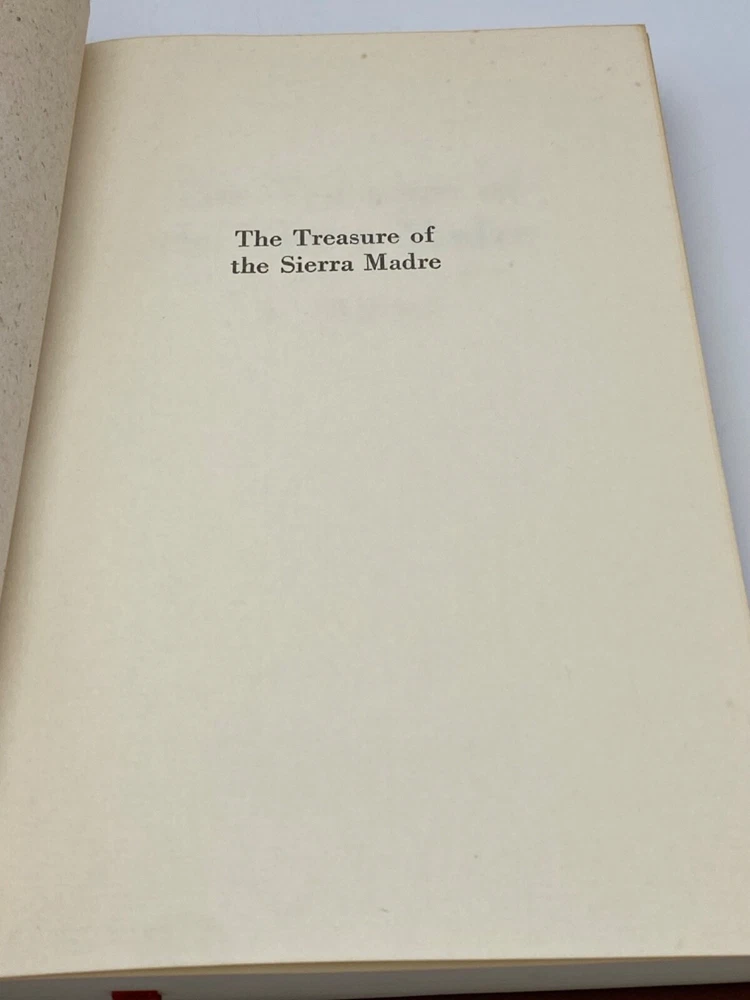 The Treasure of
the Sierra Madre